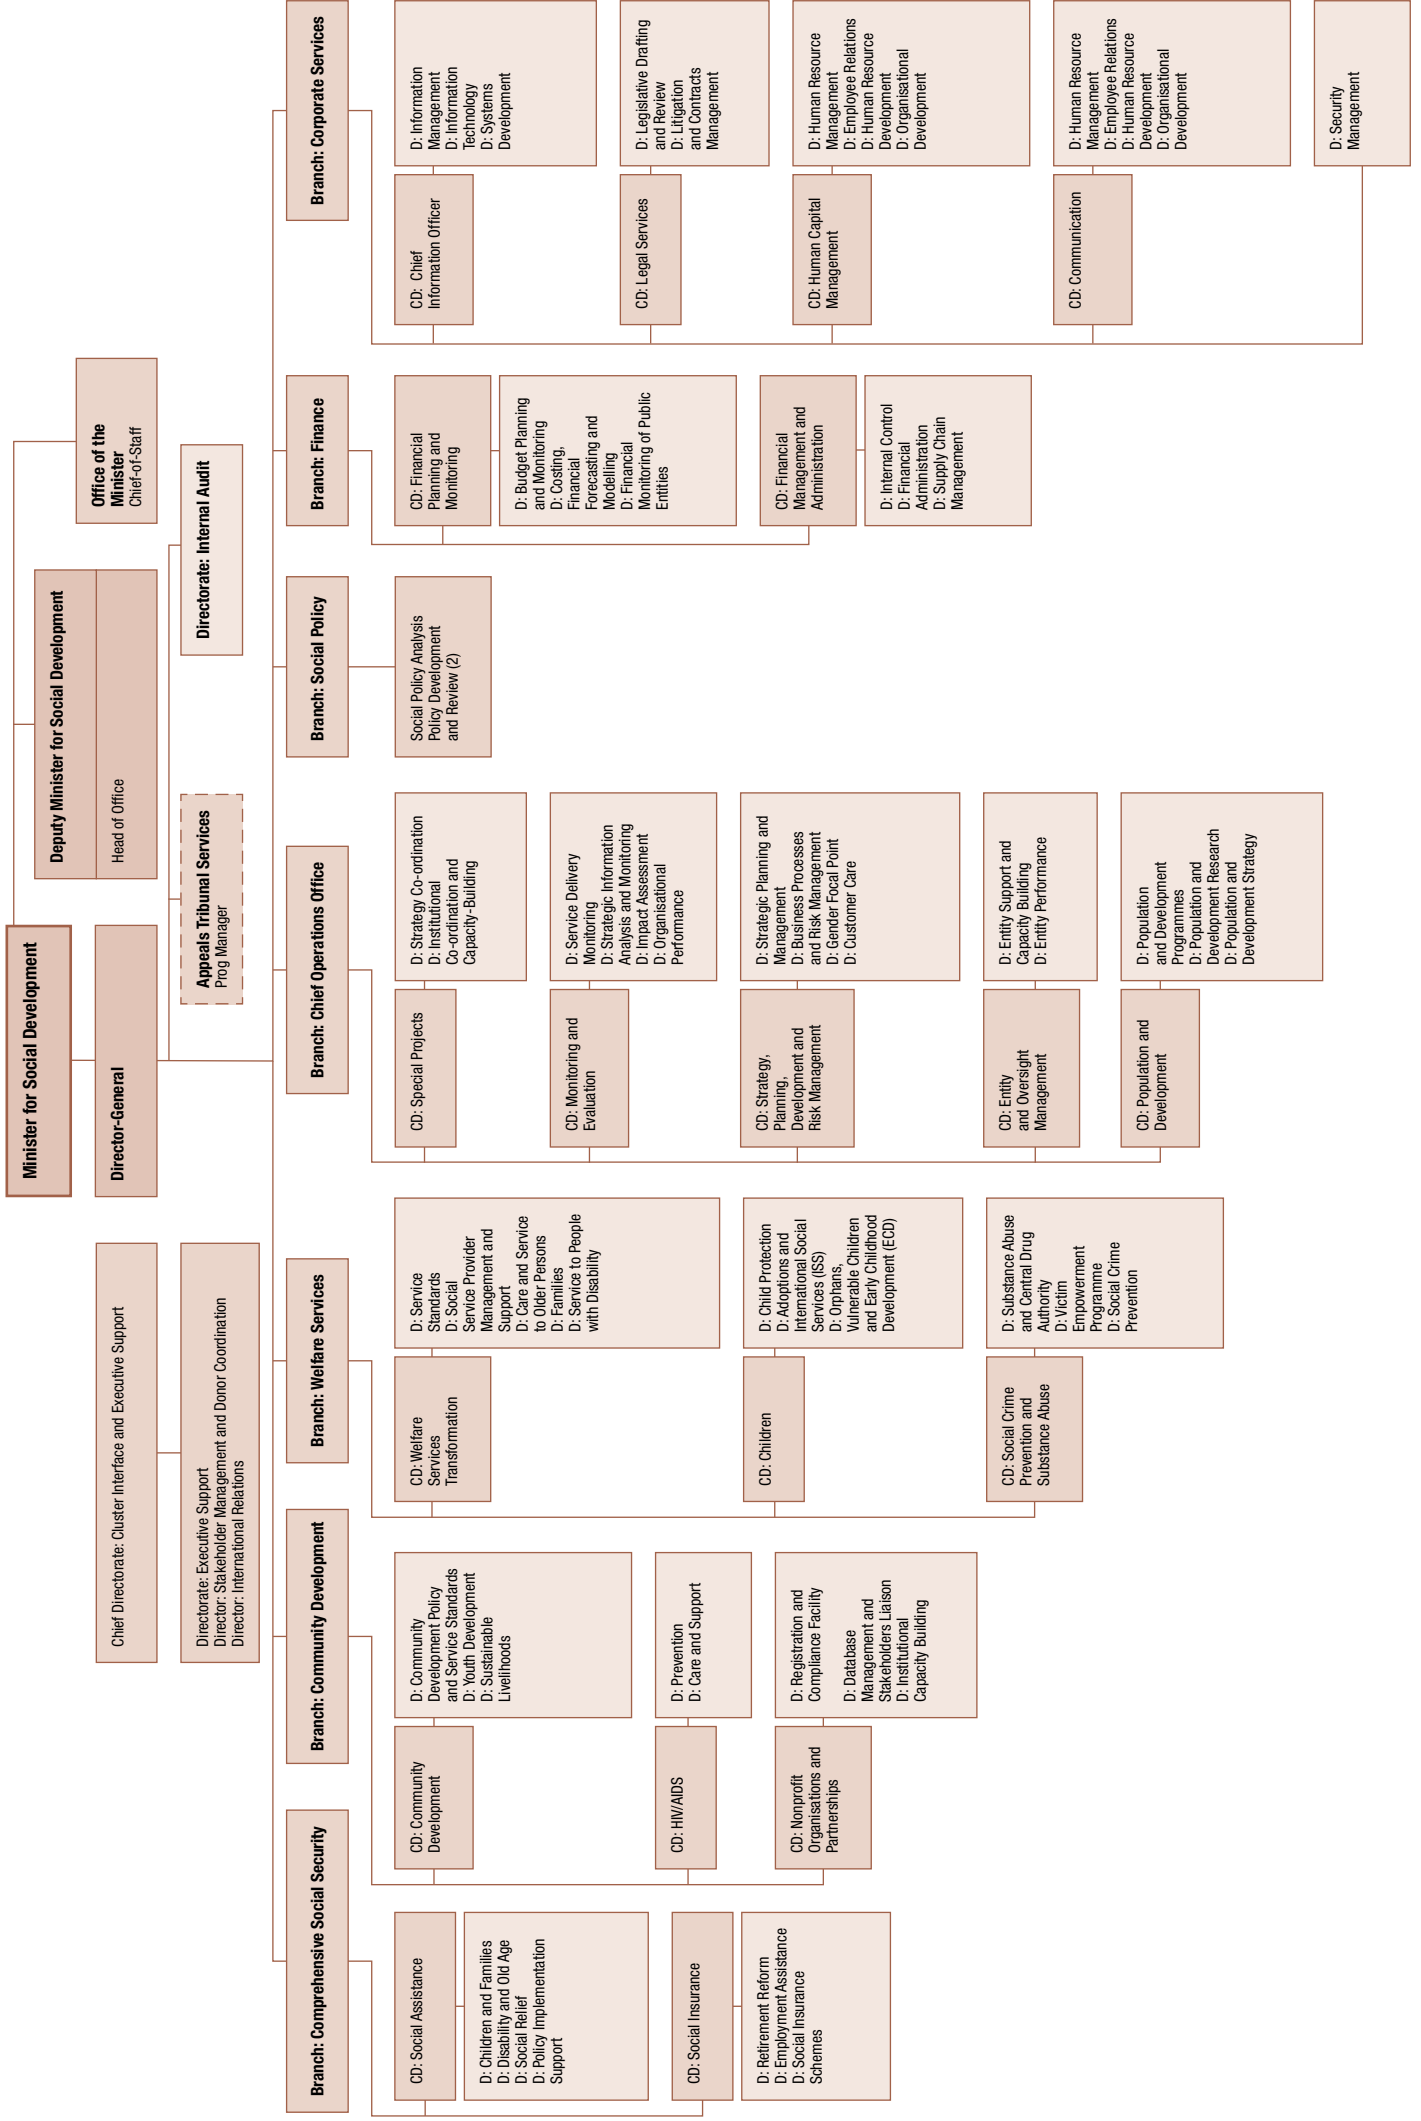 Minister for Social Development
Deputy Minister for Social Development
Head of Office
Office of the
Minister
Chief-of-Staff
Director-General
Chief Directorate: Cluster Interface and Executive Support
Directorate: Executive Support
Director: Stakeholder Management and Donor Coordination
Director: International Relations
Appeals Tribunal Services
Prog Manager
Directorate: Internal Audit
Branch: Comprehensive Social Security
CD: Social Assistance
D: Children and Families
D: Disability and Old Age
D: Social Relief
D: Policy Implementation
Support
CD: Social Insurance
D: Retirement Reform
D: Employment Assistance
D: Social Insurance
Schemes
Branch: Community Development
CD: Community
Development
D: Community
Development Policy
and Service Standards
D: Youth Development
D: Sustainable
Livelihoods
CD: HIV/AIDS
D: Prevention
D: Care and Support
CD: Nonprofit
Organisations and
Partnerships
D: Registration and
Compliance Facility
D: Database
Management and
Stakeholders Liaison
D: Institutional
Capacity Building
Branch: Welfare Services
CD: Welfare
Services
Transformation
D: Service
Standards
D: Social
Service Provider
Management and
Support
D: Care and Service
to Older Persons
D: Families
D: Service to People
with Disability
CD: Children
D: Child Protection
D: Adoptions and
International Social
Services (ISS)
D: Orphans,
Vulnerable Children
and Early Childhood
Development (ECD)
CD: Social Crime
Prevention and
Substance Abuse
D: Substance Abuse
and Central Drug
Authority
D: Victim
Empowerment
Programme
D: Social Crime
Prevention
Branch: Chief Operations Office
CD: Special Projects
D: Strategy Co-ordination
D: Institutional
Co-ordination and
Capacity-Building
CD: Monitoring and
Evaluation
D: Service Delivery
Monitoring
D: Strategic Information
Analysis and Monitoring
D: Impact Assessment
D: Organisational
Performance
CD: Strategy,
Planning,
Development and
Risk Management
D: Strategic Planning and
Management
D: Business Processes
and Risk Management
D: Gender Focal Point
D: Customer Care
CD: Entity
and Oversight
Management
D: Entity Support and
Capacity Building
D: Entity Performance
CD: Population and
Development
D: Population
and Development
Programmes
D: Population and
Development Research
D: Population and
Development Strategy
Branch: Social Policy
Social Policy Analysis
Policy Development
and Review (2)
Branch: Finance
CD: Financial
Planning and
Monitoring
D: Budget Planning
and Monitoring
D: Costing,
Financial
Forecasting and
Modelling
D: Financial
Monitoring of Public
Entities
CD: Financial
Management and
Administration
D: Internal Control
D: Financial
Administration
D: Supply Chain
Management
Branch: Corporate Services
CD: Chief
Information Officer
D: Information
Management
D: Information
Technology
D: Systems
Development
CD: Legal Services
D: Legislative Drafting
and Review
D: Litigation
and Contracts
Management
CD: Human Capital
Management
D: Human Resource
Management
D: Employee Relations
D: Human Resource
Development
D: Organisational
Development
CD: Communication
D: Human Resource
Management
D: Employee Relations
D: Human Resource
Development
D: Organisational
Development
D: Security
Management